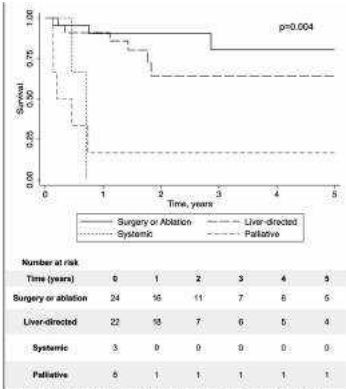 p=0.004
1.00
0.75
0.50
0.25
0.00
Survival
0 1 2 3 4 5
Time, years
Surgery or Ablation Liver-directed
Systemic Palliative
Number at risk
Time (years) 0 1 2 3 4 5
Surgery or ablation 24 16 11 7 6 5
Liver-directed 22 18 7 6 5 4
Systemic 3 0 0 0 0 0
Palliative 6 1 1 1 1 1